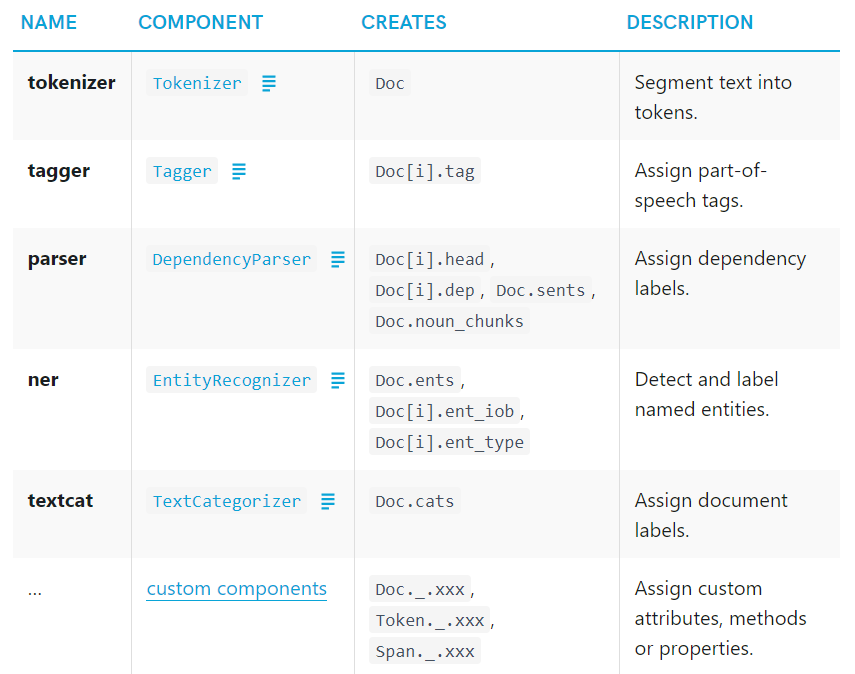 NAME COMPONENT CREATES DESCRIPTION
tokenizer Tokenizer Doc Segment text into
tokens.
tagger Tagger Doc[i].tag Assign part-of-
speech tags.
parser DependencyParser Doc[i].head, Assign dependency
Doc[i].dep, Doc.sents, labels.
Doc.noun_chunks
ner EntityRecognizer Doc.ents, Detect and label
Doc[i].ent_iob, named entities.
Doc[i].ent_type
textcat TextCategorizer Doc.cats Assign document
labels.
... custom components Doc._.xxx, Assign custom
Token._.xxx, attributes, methods
Span._.xxx or properties.